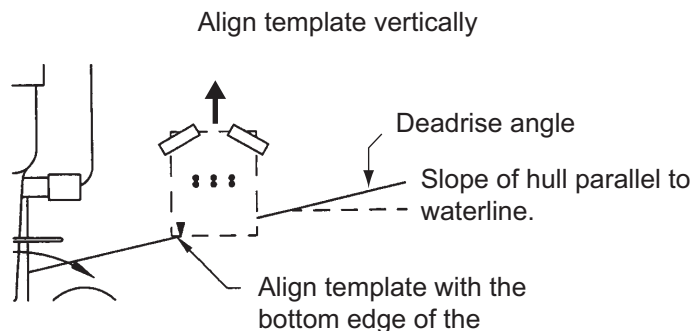 Align template vertically
Deadrise angle
Slope of hull parallel to
waterline.
Align template with the
bottom edge of the